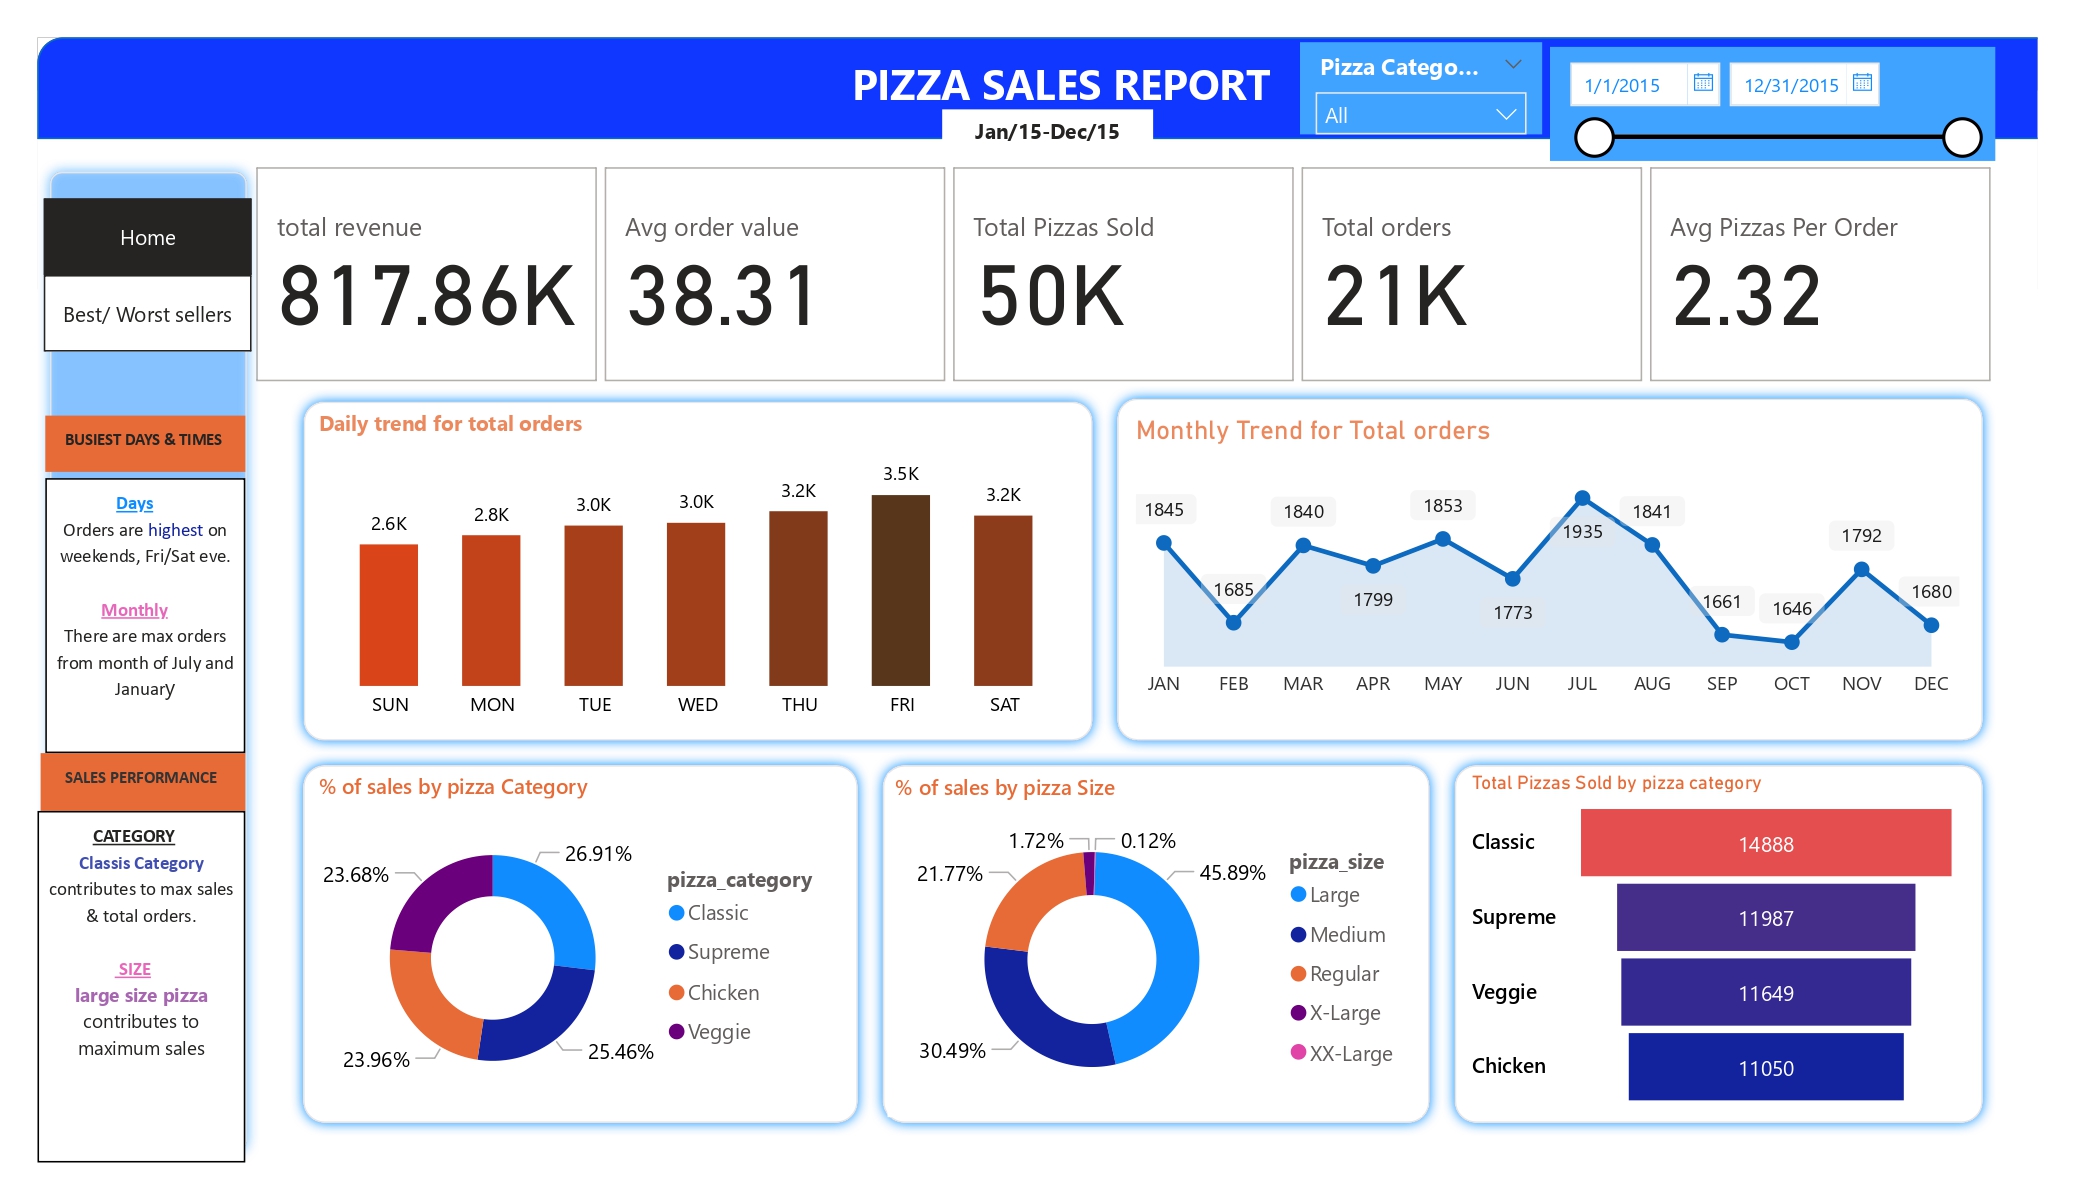 PIZZA SALES REPORT
Jan/15-Dec/15
Pizza Catego...
All
1/1/2015
12/31/2015
Home
Best/ Worst sellers
total revenue
817.86K
Avg order value
38.31
Total Pizzas Sold
50K
Total orders
21K
Avg Pizzas Per Order
2.32
BUSIEST DAYS & TIMES
Days
Orders are highest on
weekends, Fri/Sat eve.
Monthly
There are max orders
from month of July and
January
SALES PERFORMANCE
CATEGORY
Classis Category
contributes to max sales
& total orders.
SIZE
large size pizza
contributes to
maximum sales
Daily trend for total orders
2.6K
2.8K
3.0K
3.0K
3.2K
3.5K
3.2K
SUN MON TUE WED THU FRI SAT
Monthly Trend for Total orders
1845
1685
1840
1799
1853
1773
1935
1841
1661
1646
1792
1680
JAN FEB MAR APR MAY JUN JUL AUG SEP OCT NOV DEC
% of sales by pizza Category
26.91%
25.46%
23.96%
23.68%
pizza_category
Classic
Supreme
Chicken
Veggie
% of sales by pizza Size
0.12%
45.89%
30.49%
21.77%
1.72%
pizza_size
Large
Medium
Regular
X-Large
XX-Large
Total Pizzas Sold by pizza category
Classic 14888
Supreme 11987
Veggie 11649
Chicken 11050